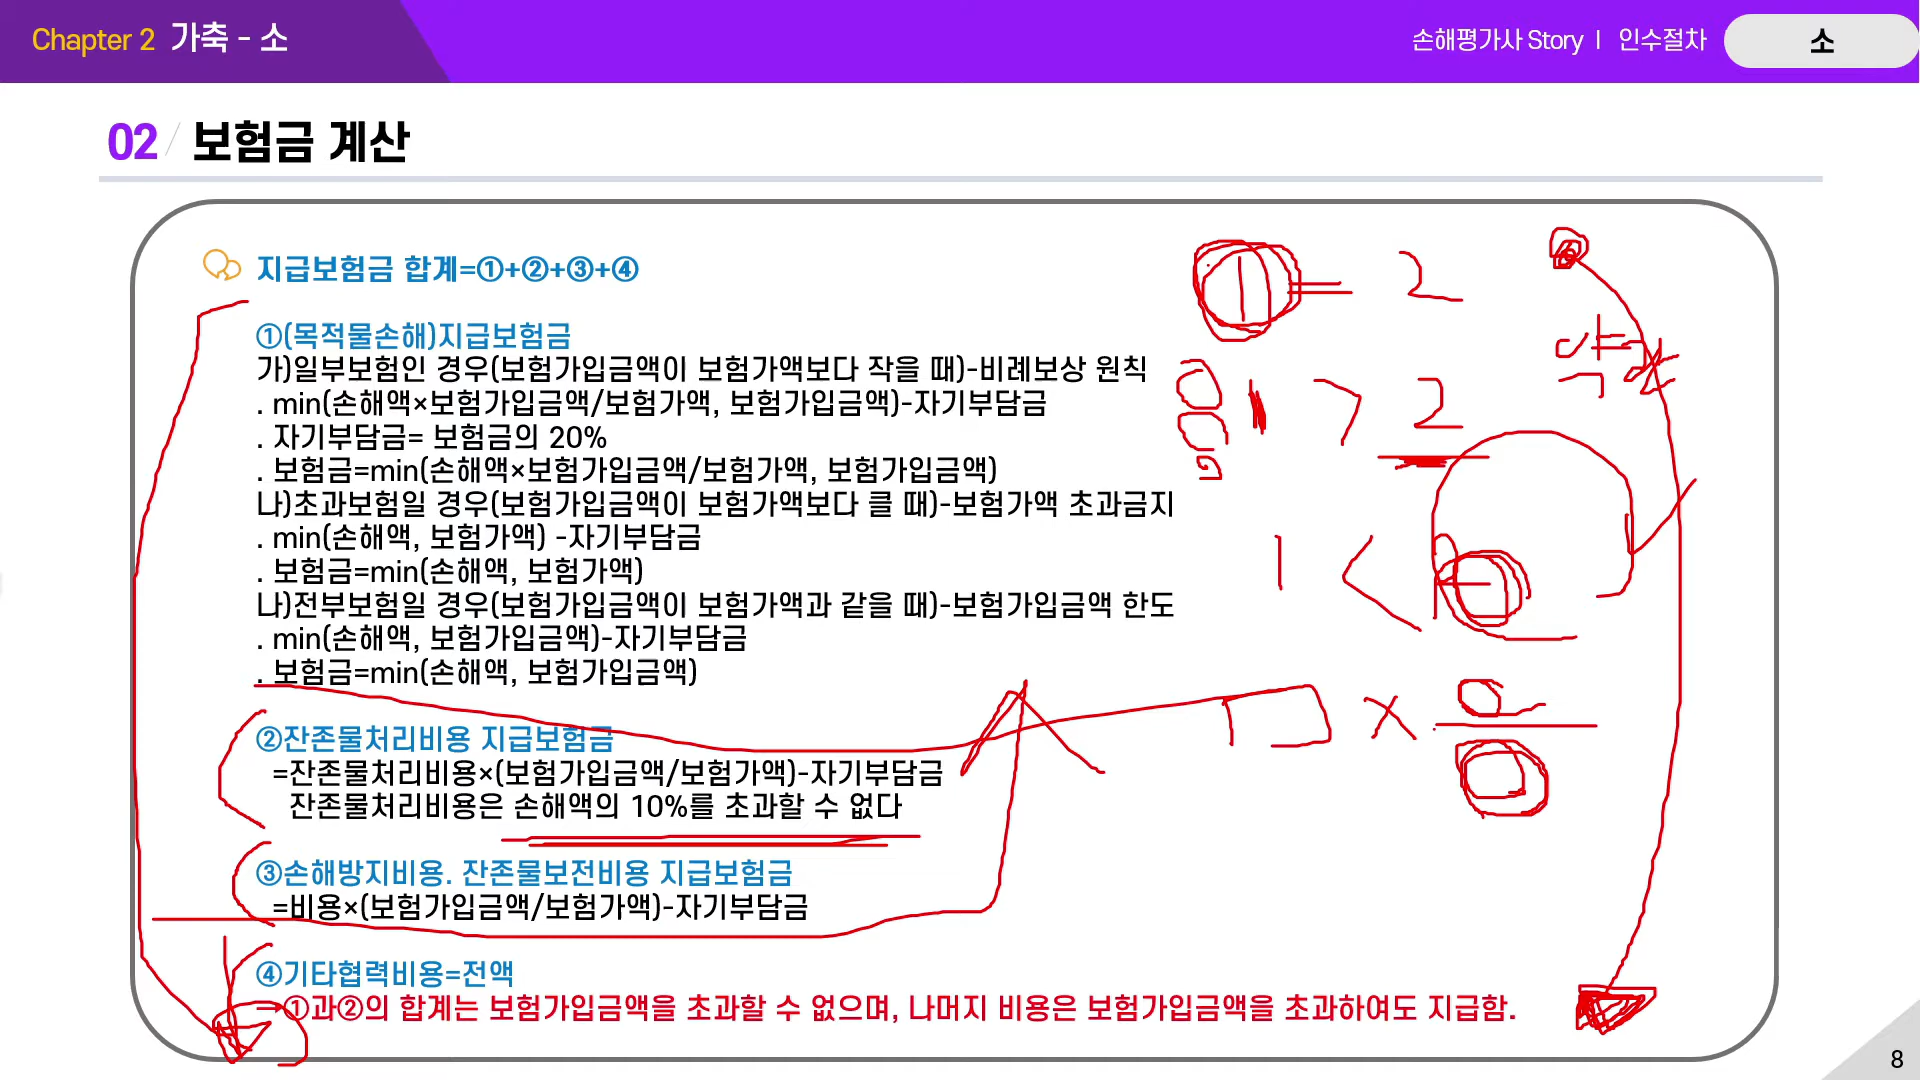 Chapter 2 가축 - 소
손해평가사 Story ㅣ 인수절차
소
02 / 보험금 계산
지급보험금 합계=①+②+③+④
①(목적물손해)지급보험금
가)일부보험인 경우(보험가입금액이 보험가액보다 작을 때)-비례보상 원칙
. min(손해액×보험가입금액/보험가액, 보험가입금액)-자기부담금
. 자기부담금= 보험금의 20%
. 보험금=min(손해액×보험가입금액/보험가액, 보험가입금액)
나)초과보험일 경우(보험가입금액이 보험가액보다 클 때)-보험가액 초과금지
. min(손해액, 보험가액) -자기부담금
. 보험금=min(손해액, 보험가액)
나)전부보험일 경우(보험가입금액이 보험가액과 같을 때)-보험가입금액 한도
. min(손해액, 보험가입금액)-자기부담금
. 보험금=min(손해액, 보험가입금액)
②잔존물처리비용 지급보험금
=잔존물처리비용×(보험가입금액/보험가액)-자기부담금
잔존물처리비용은 손해액의 10%를 초과할 수 없다
③손해방지비용. 잔존물보전비용 지급보험금
=비용×(보험가입금액/보험가액)-자기부담금
④기타협력비용=전액
→①과②의 합계는 보험가입금액을 초과할 수 없으며, 나머지 비용은 보험가입금액을 초과하여도 지급함.
= 2
약
> 2
1 <
×
8